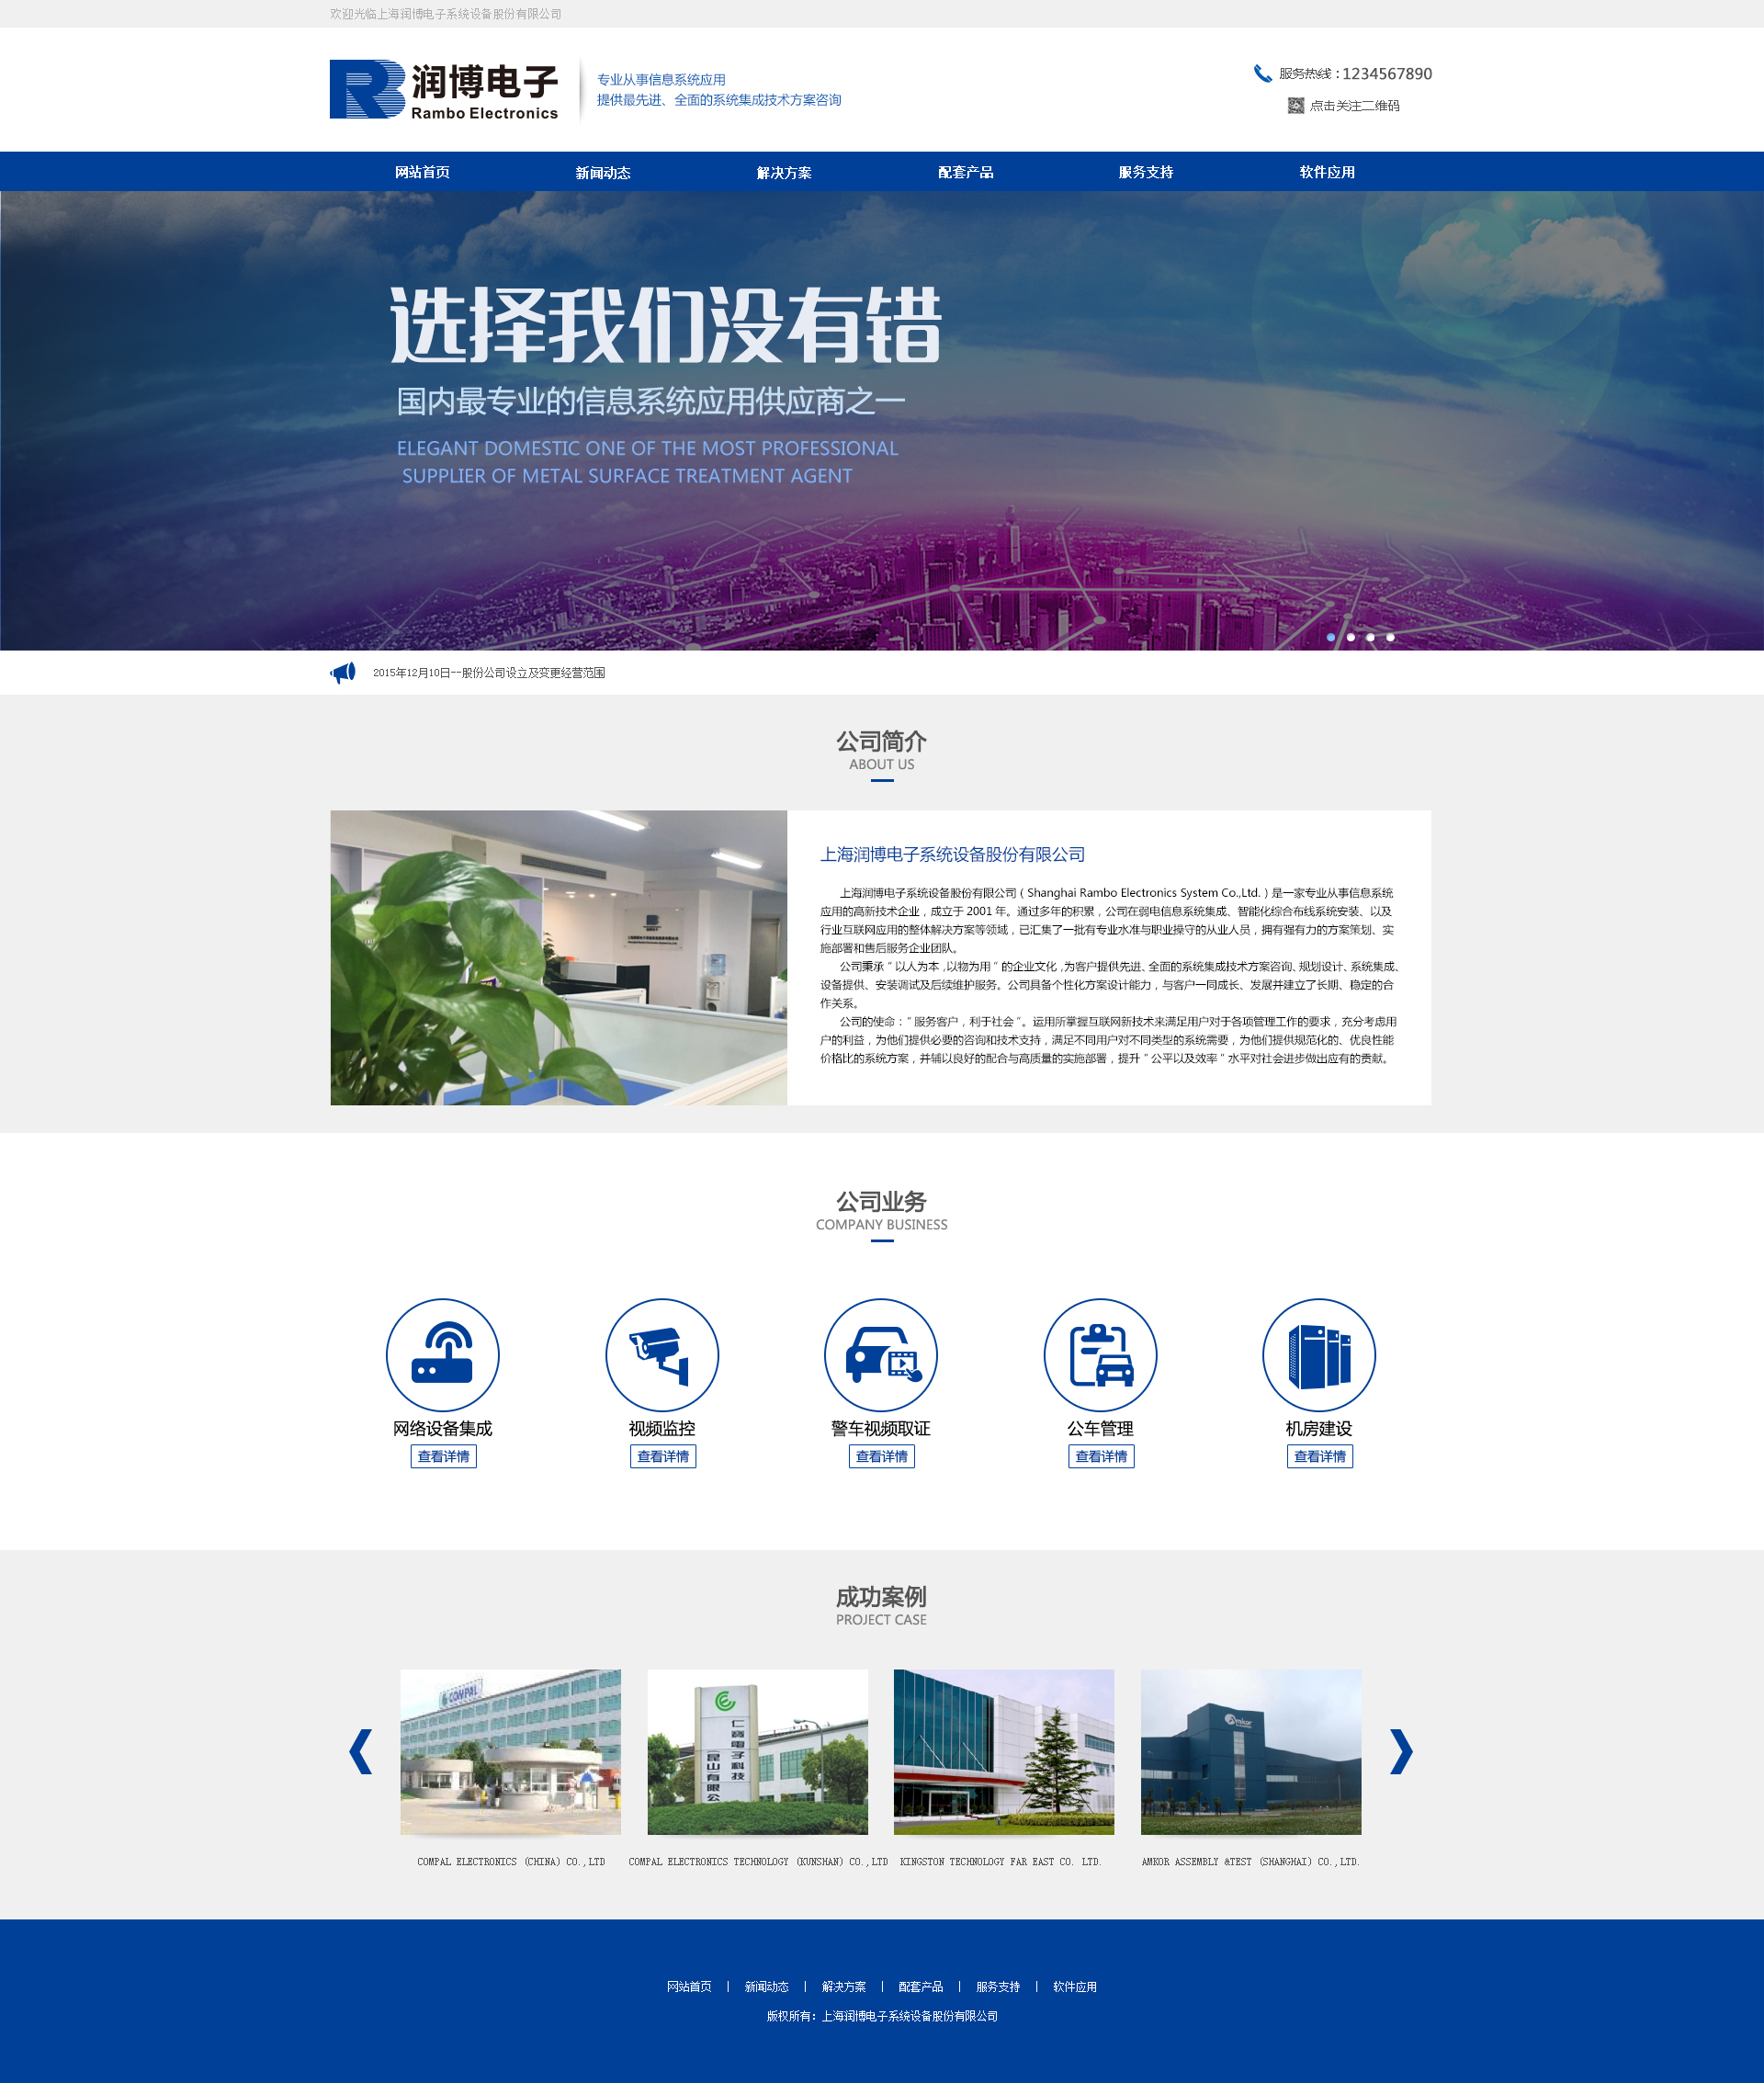 欢迎光临上海润博电子系统设备股份有限公司
润博电子
Rambo Electronics
专业从事信息系统应用
提供最先进、全面的系统集成技术方案咨询
服务热线：1234567890
点击关注二维码
网站首页 新闻动态 解决方案 配套产品 服务支持 软件应用
选择我们没有错
国内最专业的信息系统应用供应商之一
ELEGANT DOMESTIC ONE OF THE MOST PROFESSIONAL
SUPPLIER OF METAL SURFACE TREATMENT AGENT
2015年12月10日--股份公司设立及变更经营范围
公司简介
ABOUT US
上海润博电子系统设备股份有限公司
上海润博电子系统设备股份有限公司（Shanghai Rambo Electronics System Co.,Ltd.）是一家专业从事信息系统
应用的高新技术企业，成立于 2001 年。通过多年的积累，公司在弱电信息系统集成、智能化综合布线系统安装、以及
行业互联网应用的整体解决方案等领域，已汇集了一批有专业水准与职业操守的从业人员，拥有强有力的方案策划、实
施部署和售后服务企业团队。
公司秉承“以人为本，以物为用”的企业文化，为客户提供先进、全面的系统集成技术方案咨询、规划设计、系统集成、
设备提供、安装调试及后续维护服务。公司具备个性化方案设计能力，与客户一同成长、发展并建立了长期、稳定的合
作关系。
公司的使命：“服务客户，利于社会”。运用所掌握互联网新技术来满足用户对于各项管理工作的要求，充分考虑用
户的利益，为他们提供必要的咨询和技术支持，满足不同用户对不同类型的系统需要，为他们提供规范化的、优良性能
价格比的系统方案，并辅以良好的配合与高质量的实施部署，提升“公平以及效率”水平对社会进步做出应有的贡献。
公司业务
COMPANY BUSINESS
网络设备集成 视频监控 警车视频取证 公车管理 机房建设
查看详情 查看详情 查看详情 查看详情 查看详情
成功案例
PROJECT CASE
COMPAL
仁寶電子科技
昆山有限公
Amkor
COMPAL ELECTRONICS (CHINA) CO.,LTD COMPAL ELECTRONICS TECHNOLOGY (KUNSHAN) CO.,LTD KINGSTON TECHNOLOGY FAR EAST CO. LTD. AMKOR ASSEMBLY &TEST (SHANGHAI) CO.,LTD.
网站首页 | 新闻动态 | 解决方案 | 配套产品 | 服务支持 | 软件应用
版权所有：上海润博电子系统设备股份有限公司